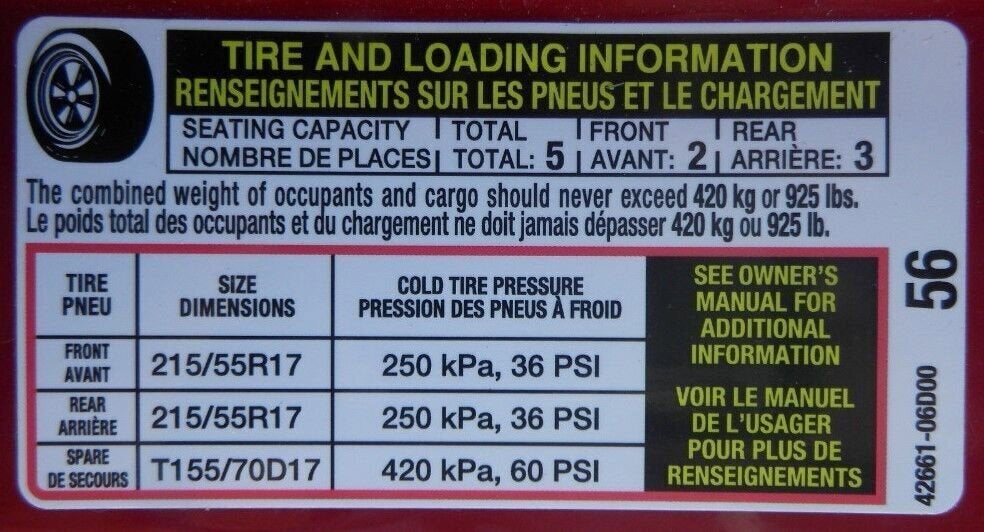 TIRE AND LOADING INFORMATION
RENSEIGNEMENTS SUR LES PNEUS ET LE CHARGEMENT
SEATING CAPACITY TOTAL FRONT REAR
NOMBRE DE PLACES TOTAL: 5 AVANT: 2 ARRIÈRE: 3
The combined weight of occupants and cargo should never exceed 420 kg or 925 lbs.
Le poids total des occupants et du chargement ne doit jamais dépasser 420 kg ou 925 lb.
TIRE SIZE COLD TIRE PRESSURE
PNEU DIMENSIONS PRESSION DES PNEUS À FROID
FRONT
AVANT 215/55R17 250 kPa, 36 PSI
REAR
ARRIÈRE 215/55R17 250 kPa, 36 PSI
SPARE
DE SECOURS T155/70D17 420 kPa, 60 PSI
SEE OWNER'S
MANUAL FOR
ADDITIONAL
INFORMATION
VOIR LE MANUEL
DE L'USAGER
POUR PLUS DE
RENSEIGNEMENTS
56
42661-06D00